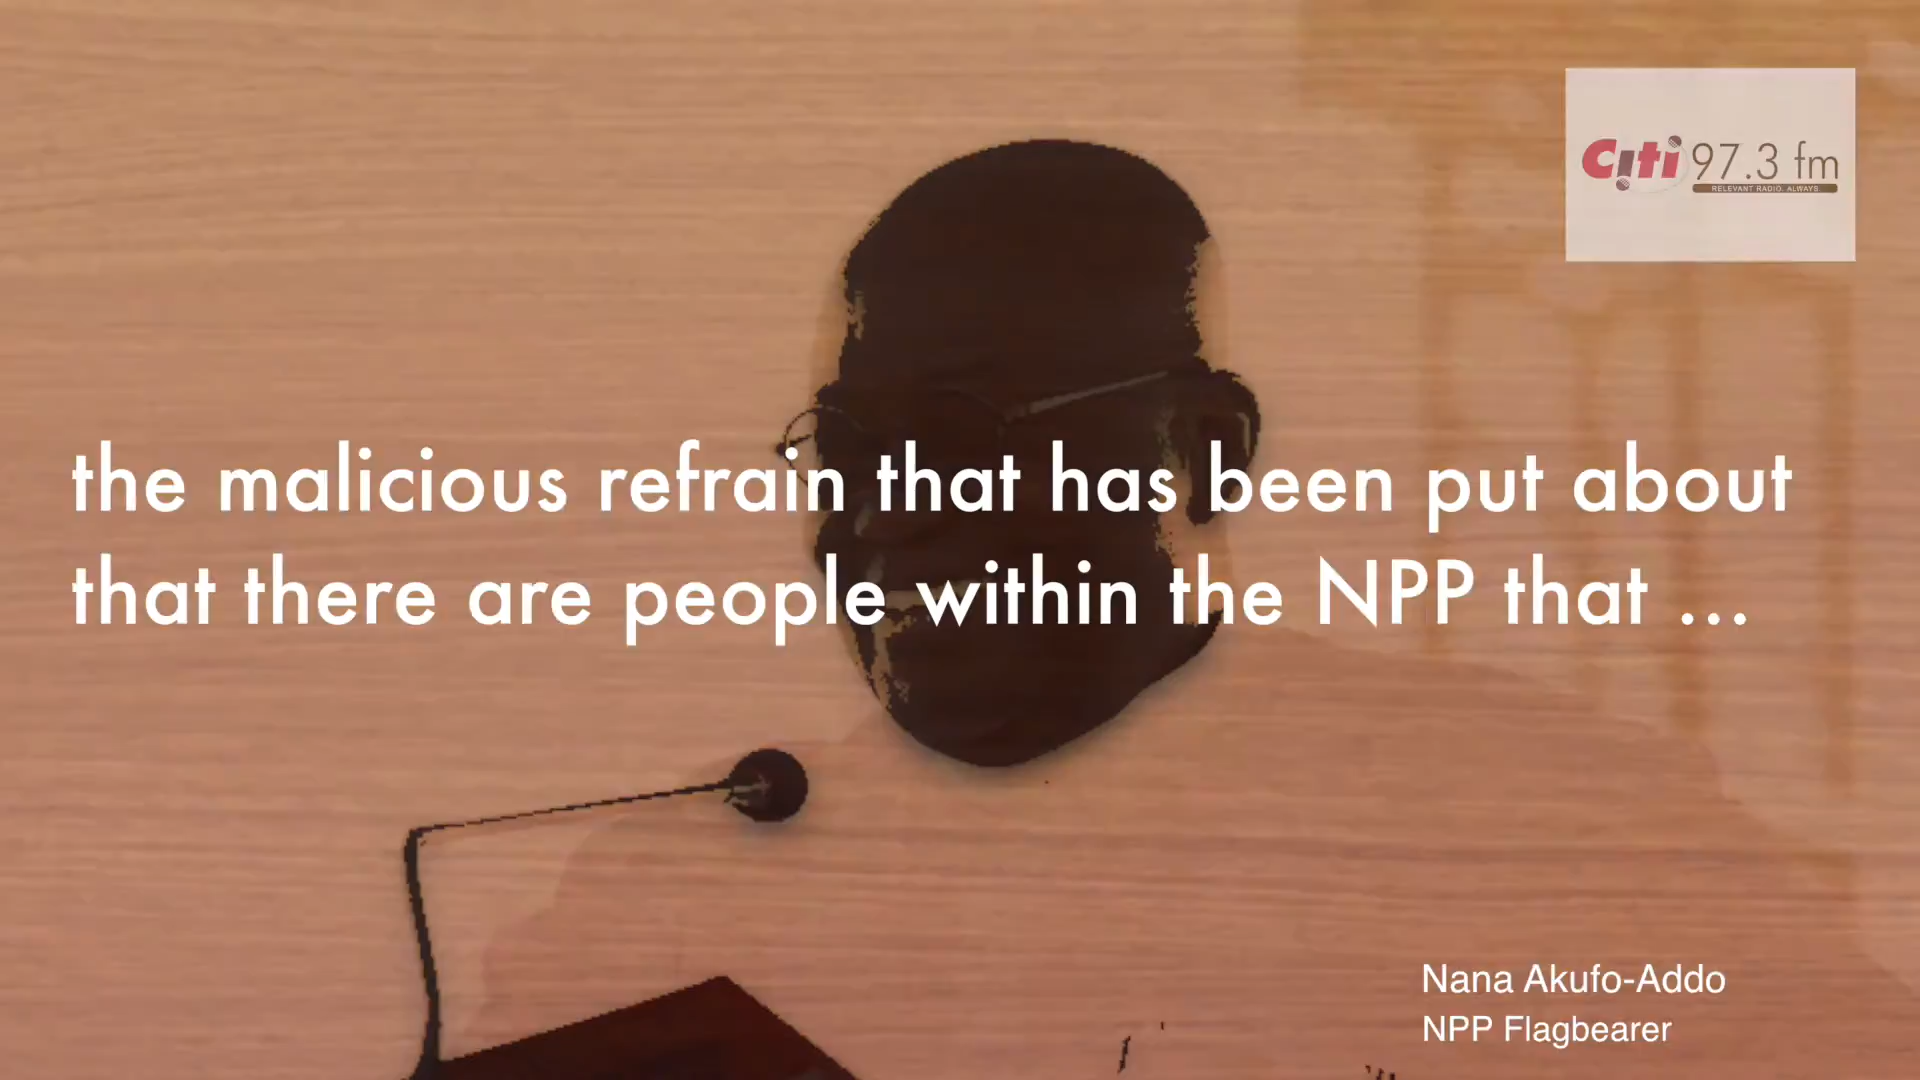 citi 97.3 fm
RELEVANT RADIO. ALWAYS
the malicious refrain that has been put about
that there are people within the NPP that ...
Nana Akufo-Addo
NPP Flagbearer